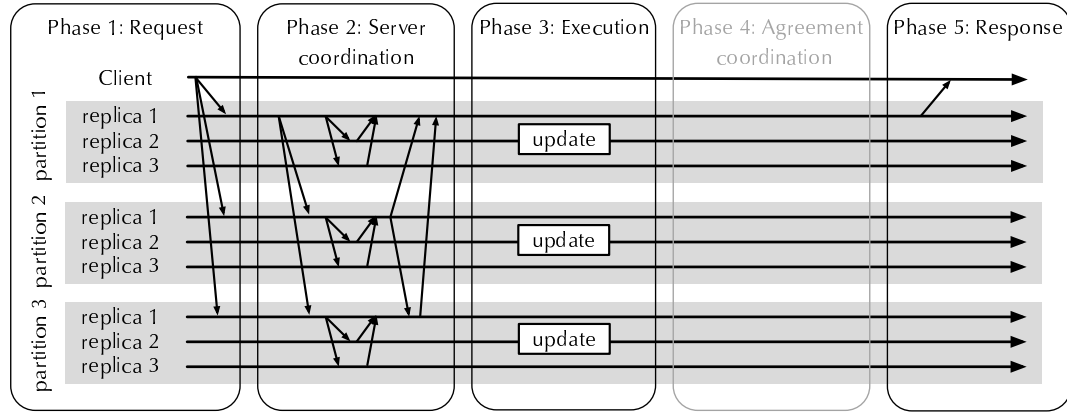 Phase 1: Request
Phase 2: Server
coordination
Phase 3: Execution
Phase 4: Agreement
coordination
Phase 5: Response
Client
partition 1
replica 1
replica 2
replica 3
update
partition 2
replica 1
replica 2
replica 3
update
partition 3
replica 1
replica 2
replica 3
update